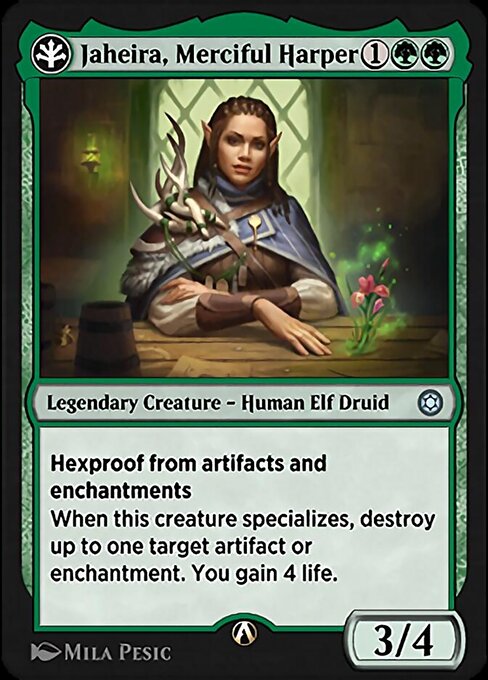 Jaheira, Merciful Harper 1
Legendary Creature – Human Elf Druid
Hexproof from artifacts and
enchantments
When this creature specializes, destroy
up to one target artifact or
enchantment. You gain 4 life.
3/4
MILA PESIC